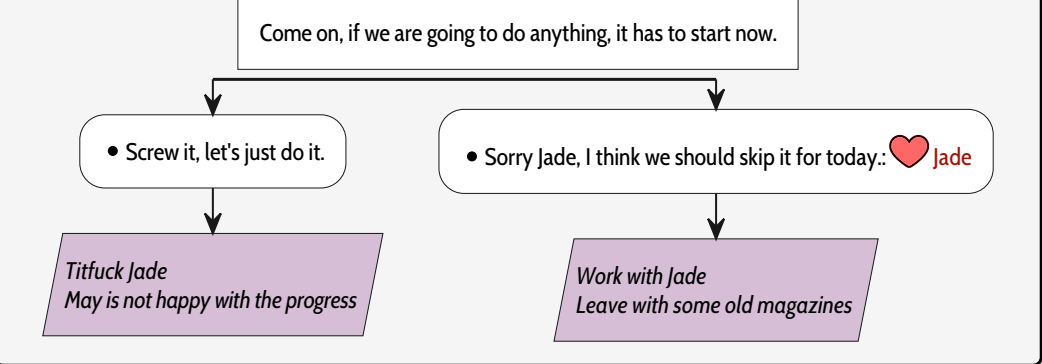 Come on, if we are going to do anything, it has to start now.
• Screw it, let's just do it.
• Sorry Jade, I think we should skip it for today.: Jade
Titfuck Jade
May is not happy with the progress
Work with Jade
Leave with some old magazines